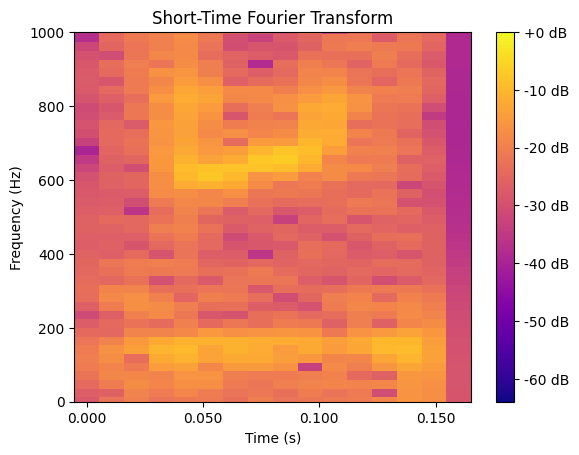 Short-Time Fourier Transform
1000
800
600
400
200
0
Frequency (Hz)
0.000
0.050
0.100
0.150
Time (s)
+0 dB
-10 dB
-20 dB
-30 dB
-40 dB
-50 dB
-60 dB